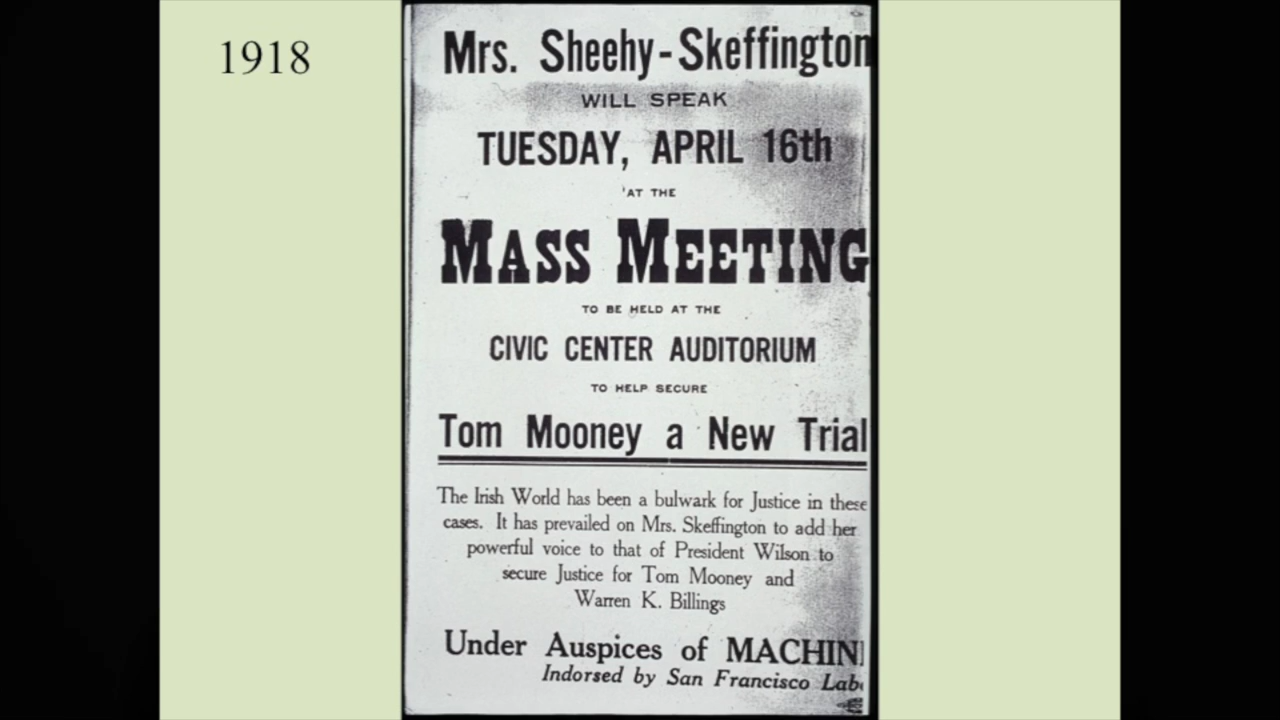 1918
Mrs. Sheehy-Skeffington
WILL SPEAK
TUESDAY, APRIL 16th
AT THE
MASS MEETING
TO BE HELD AT THE
CIVIC CENTER AUDITORIUM
TO HELP SECURE
Tom Mooney a New Trial
The Irish World has been a bulwark for Justice in these
cases. It has prevailed on Mrs. Skeffington to add her
powerful voice to that of President Wilson to
secure Justice for Tom Mooney and
Warren K. Billings
Under Auspices of
Indorsed by San Francisco